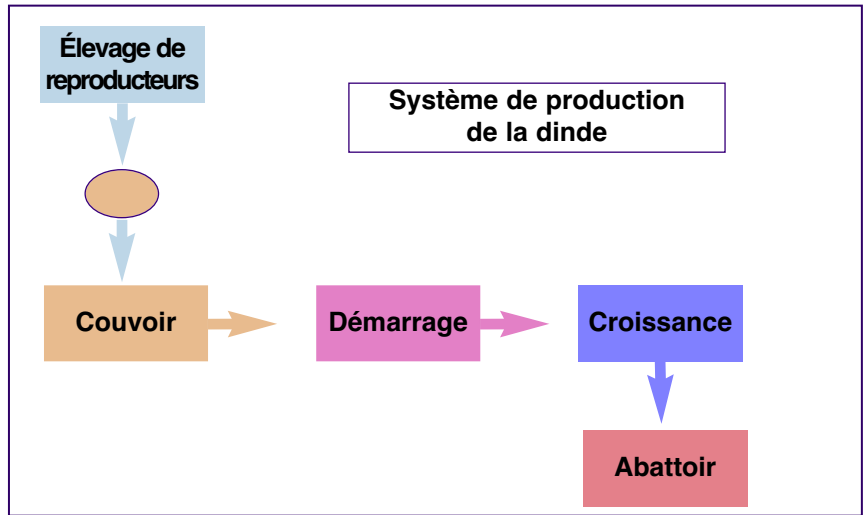 Élevage de
reproducteurs
Système de production
de la dinde
Couvoir
Démarrage
Croissance
Abattoir